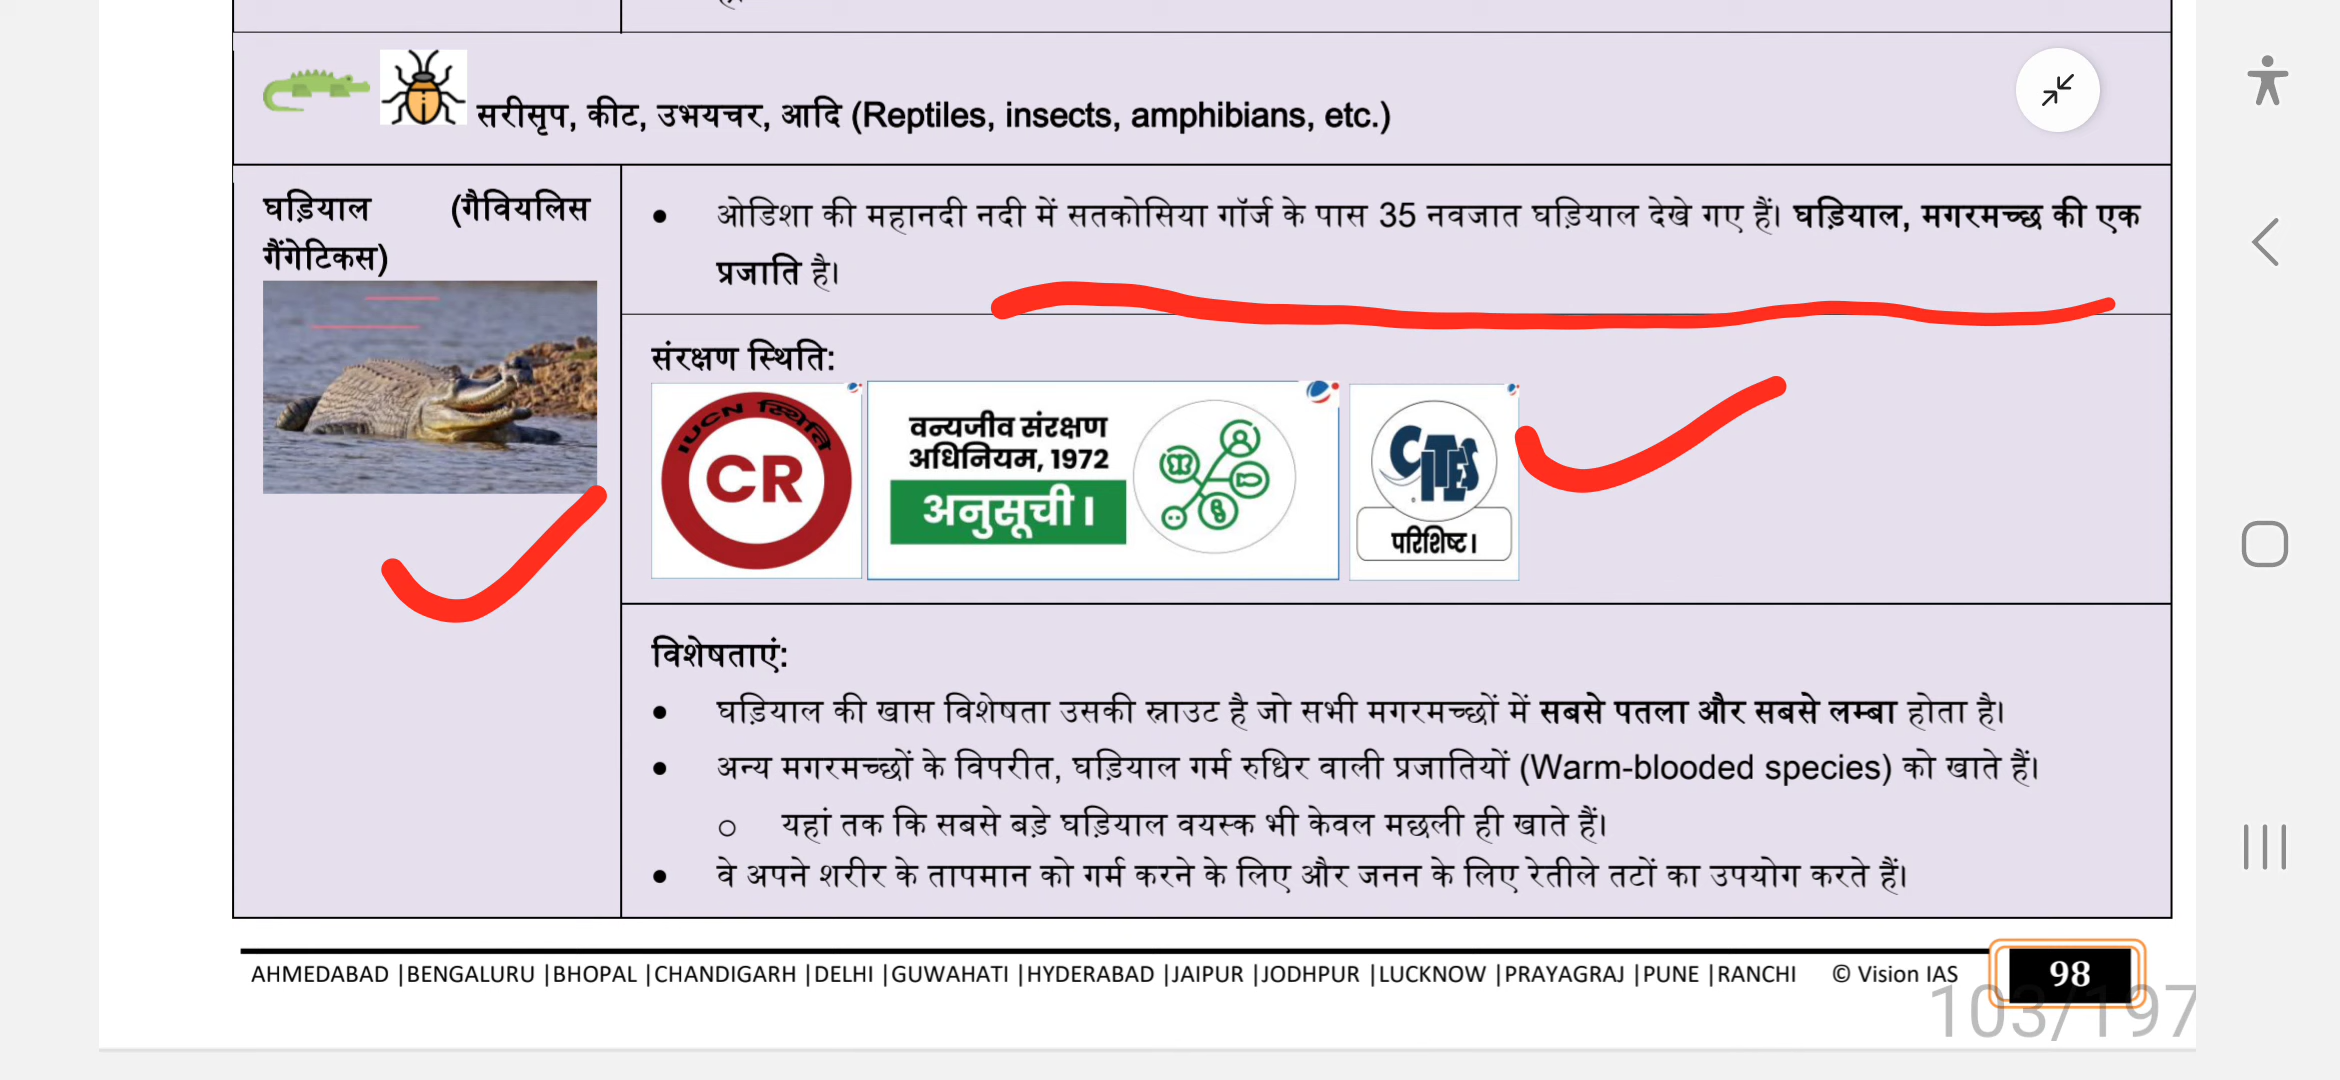 सरीसृप, कीट, उभयचर, आदि (Reptiles, insects, amphibians, etc.)
घड़ियाल (गैवियलिस
गैंगेटिकस)
• ओडिशा की महानदी नदी में सतकोसिया गॉर्ज के पास 35 नवजात घड़ियाल देखे गए हैं। घड़ियाल, मगरमच्छ की एक
प्रजाति है।
संरक्षण स्थिति:
IUCN स्थिति
CR
वन्यजीव संरक्षण
अधिनियम, 1972
अनुसूची।
CITES
परिशिष्ट।
विशेषताएं:
• घड़ियाल की खास विशेषता उसकी स्नाउट है जो सभी मगरमच्छों में सबसे पतला और सबसे लम्बा होता है।
• अन्य मगरमच्छों के विपरीत, घड़ियाल गर्म रुधिर वाली प्रजातियों (Warm-blooded species) को खाते हैं।
o यहां तक कि सबसे बड़े घड़ियाल वयस्क भी केवल मछली ही खाते हैं।
• वे अपने शरीर के तापमान को गर्म करने के लिए और जनन के लिए रेतीले तटों का उपयोग करते हैं।
AHMEDABAD |BENGALURU |BHOPAL |CHANDIGARH |DELHI |GUWAHATI |HYDERABAD |JAIPUR |JODHPUR |LUCKNOW |PRAYAGRAJ |PUNE |RANCHI © Vision IAS
98
103/197